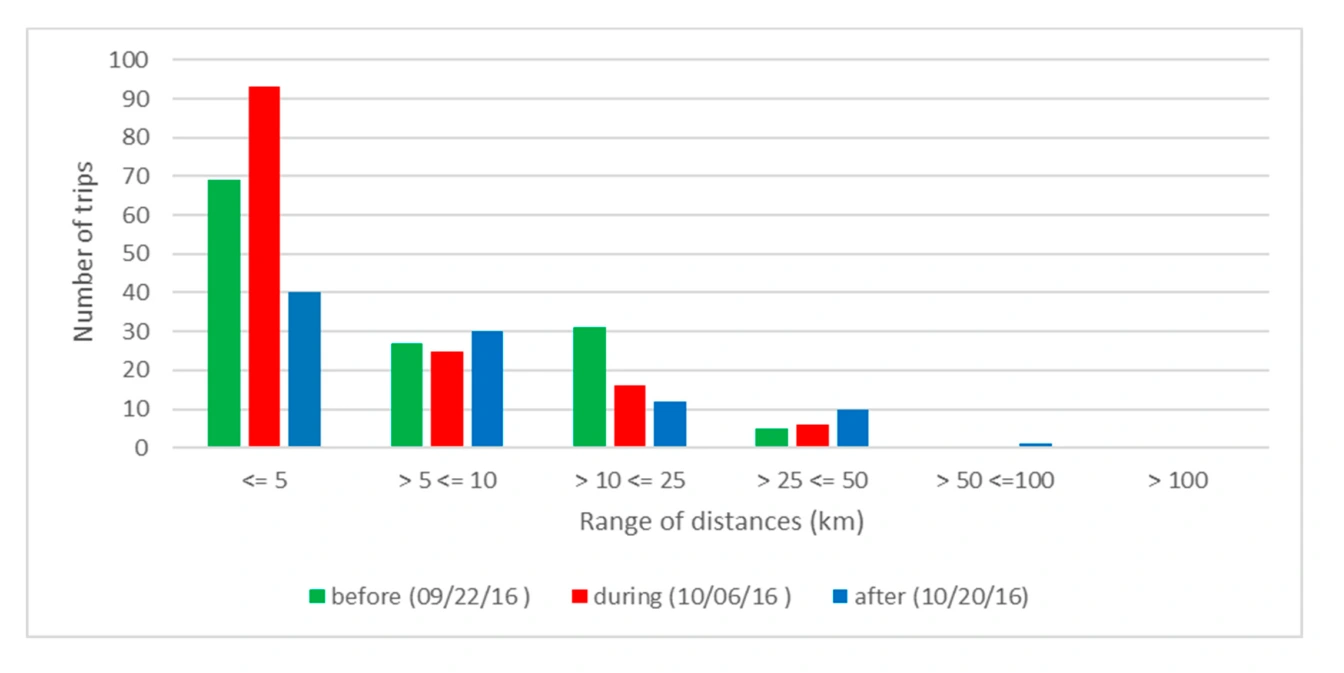 100
90
80
70
60
50
40
30
20
10
0
Number of trips
<= 5
> 5 <= 10
> 10 <= 25
> 25 <= 50
> 50 <=100
> 100
Range of distances (km)
before (09/22/16 )
during (10/06/16 )
after (10/20/16)